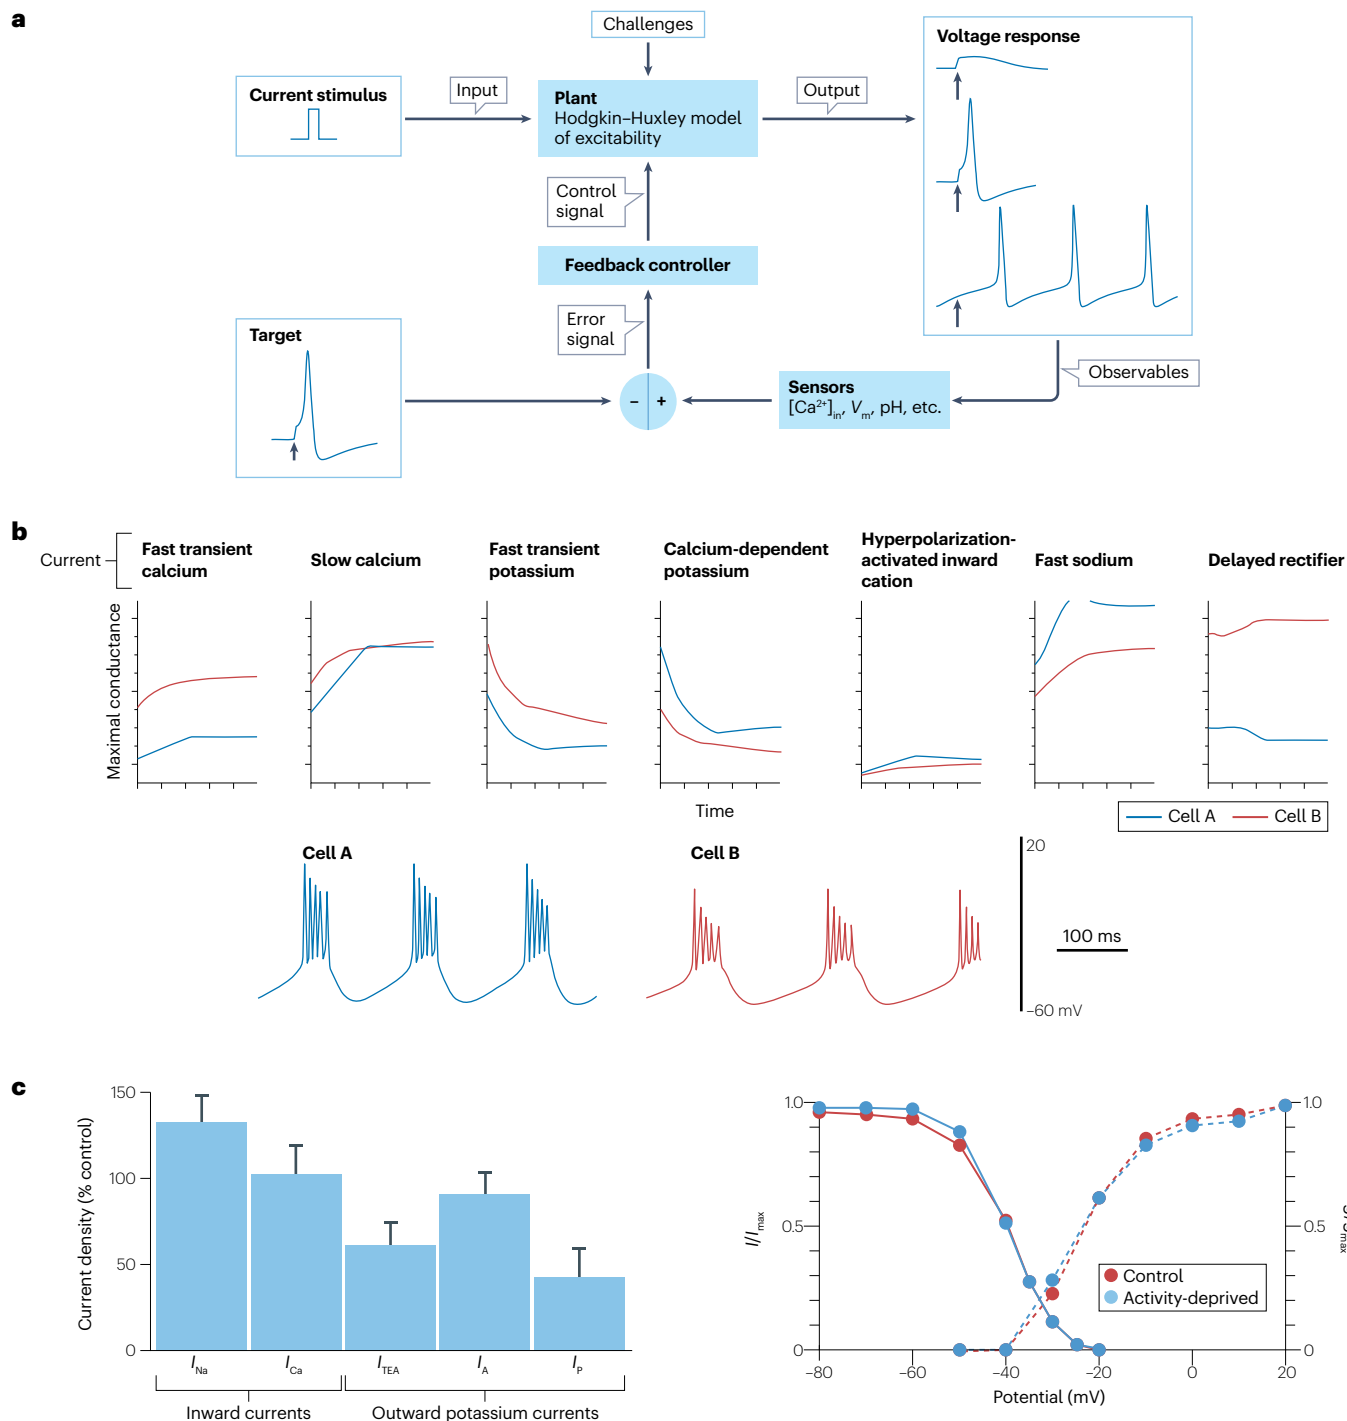 a
Challenges
Current stimulus
Input
Plant
Hodgkin–Huxley model
of excitability
Output
Voltage response
Control
signal
Feedback controller
Error
signal
Target
– +
Sensors
[Ca²⁺]in, Vm, pH, etc.
Observables
b
Current
Fast transient
calcium
Slow calcium
Fast transient
potassium
Calcium-dependent
potassium
Hyperpolarization-
activated inward
cation
Fast sodium
Delayed rectifier
Maximal conductance
Time
Cell A
Cell B
Cell A
Cell B
20
100 ms
–60 mV
c
Current density (% control)
150
100
50
0
INa
ICa
ITEA
IA
IP
Inward currents
Outward potassium currents
I/Imax
1.0
0.5
0
1.0
0.5
0
Control
Activity-deprived
–80
–60
–40
–20
0
20
Potential (mV)